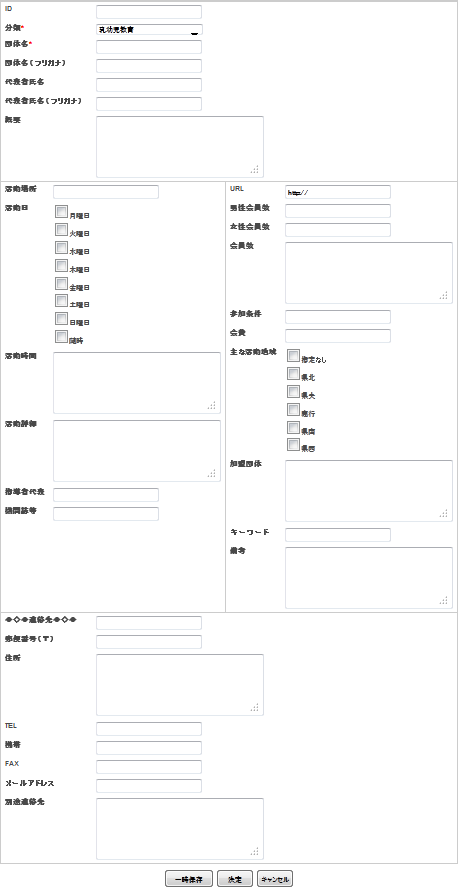 ID
分類*
乳幼児教育
団体名*
団体名(フリガナ)
代表者氏名
代表者氏名(フリガナ)
概要
活動場所
活動日
月曜日
火曜日
水曜日
木曜日
金曜日
土曜日
日曜日
随時
活動時間
活動詳細
指導者代表
機関誌等
URL
http://
男性会員数
女性会員数
会員数
参加条件
会費
主な活動地域
指定なし
県北
県央
鹿行
県南
県西
加盟団体
キーワード
備考
◆◇◆連絡先◆◇◆
郵便番号(〒)
住所
TEL
携帯
FAX
メールアドレス
別途連絡先
一時保存
決定
キャンセル